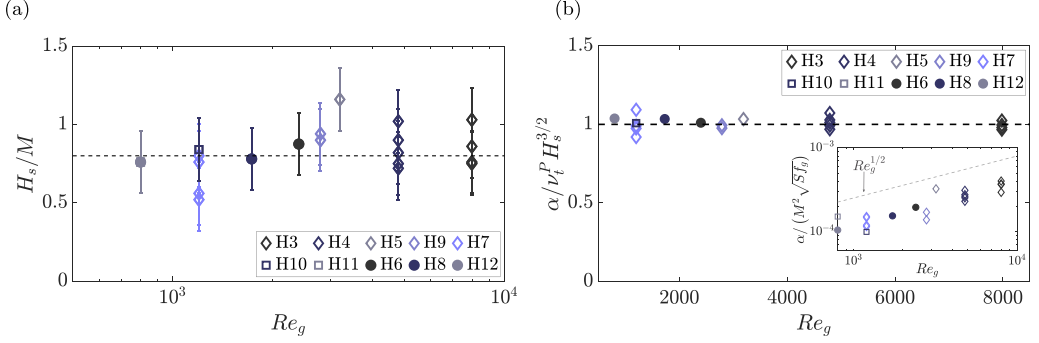 (a)
1.5
1
0.5
0
H_s/M
10^3
10^4
Re_g
H3 H4 H5 H9 H7
H10 H11 H6 H8 H12
(b)
1.5
1
0.5
0
α/ν_t^P H_s^{3/2}
2000 4000 6000 8000
Re_g
H3 H4 H5 H9 H7
H10 H11 H6 H8 H12
10^{-3}
10^{-4}
α/(M^2√Sf_g)
Re_g^{1/2}
10^3
10^4
Re_g